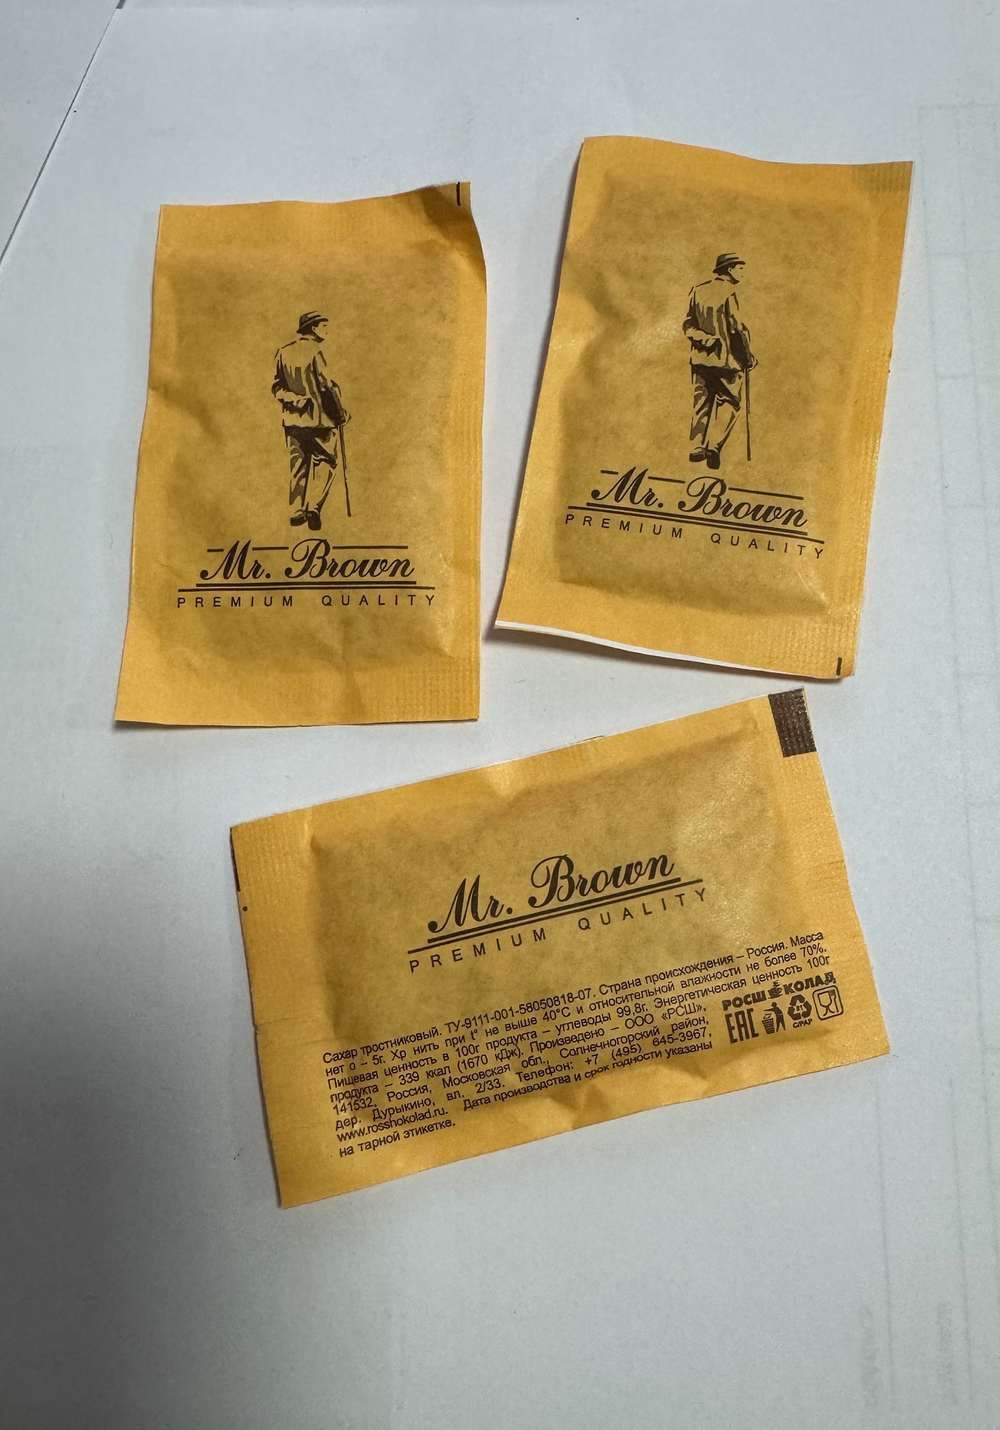 Mr. Brown
PREMIUM QUALITY
Mr. Brown
PREMIUM QUALITY
Mr. Brown
PREMIUM QUALITY
Сахар тростниковый. ТУ-9111-001-58050818-07. Страна происхождения – Россия. Масса
нет о – 5г. Хр нить при t° не выше 40°С и относительной влажности не более 70%.
Пищевая ценность в 100г продукта – углеводы 99,8г. Энергетическая ценность 100г
продукта – 339 ккал (1670 кДж). Произведено – ООО «РСШ»,
141532, Россия, Московская обл., Солнечногорский район,
дер. Дурыкино, вл. 2/33. Телефон: +7 (495) 645-3967,
www.rosshokolad.ru. Дата производства и срок годности указаны
на тарной этикетке.
РОСШОКОЛАД
EAC
C/PAP